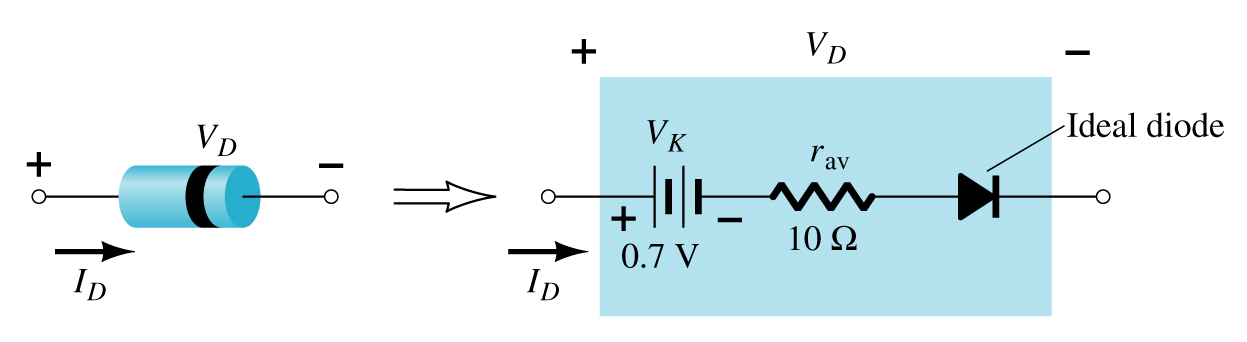 + V_D −
I_D
+ V_D −
Ideal diode
V_K
r_av
+ −
0.7 V
10 Ω
I_D